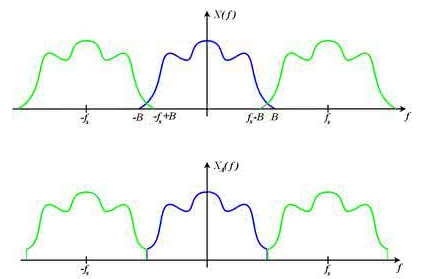 X(f)
-fₛ -B -fₛ+B fₛ-B B fₛ f
Xₛ(f)
-fₛ fₛ f